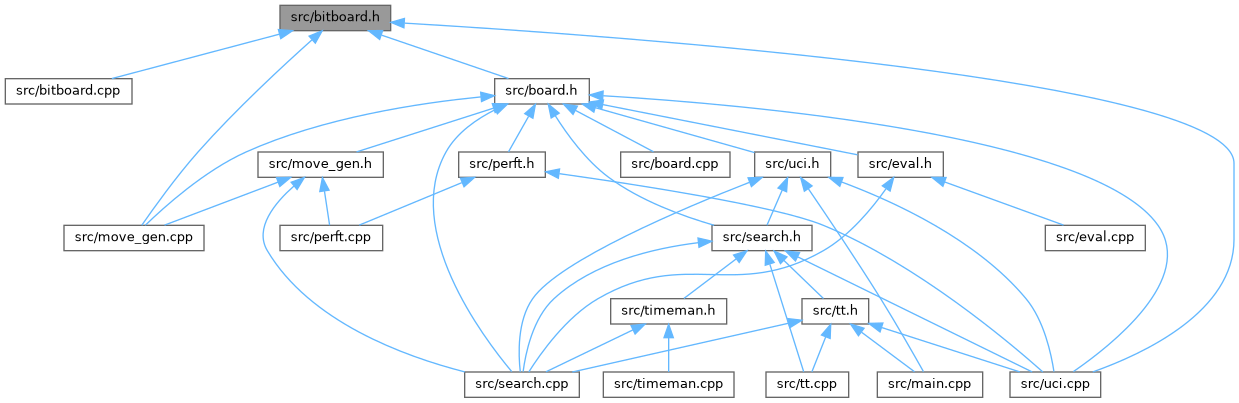 src/bitboard.h
src/bitboard.cpp
src/board.h
src/move_gen.h
src/perft.h
src/board.cpp
src/uci.h
src/eval.h
src/move_gen.cpp
src/perft.cpp
src/search.h
src/eval.cpp
src/timeman.h
src/tt.h
src/search.cpp
src/timeman.cpp
src/tt.cpp
src/main.cpp
src/uci.cpp